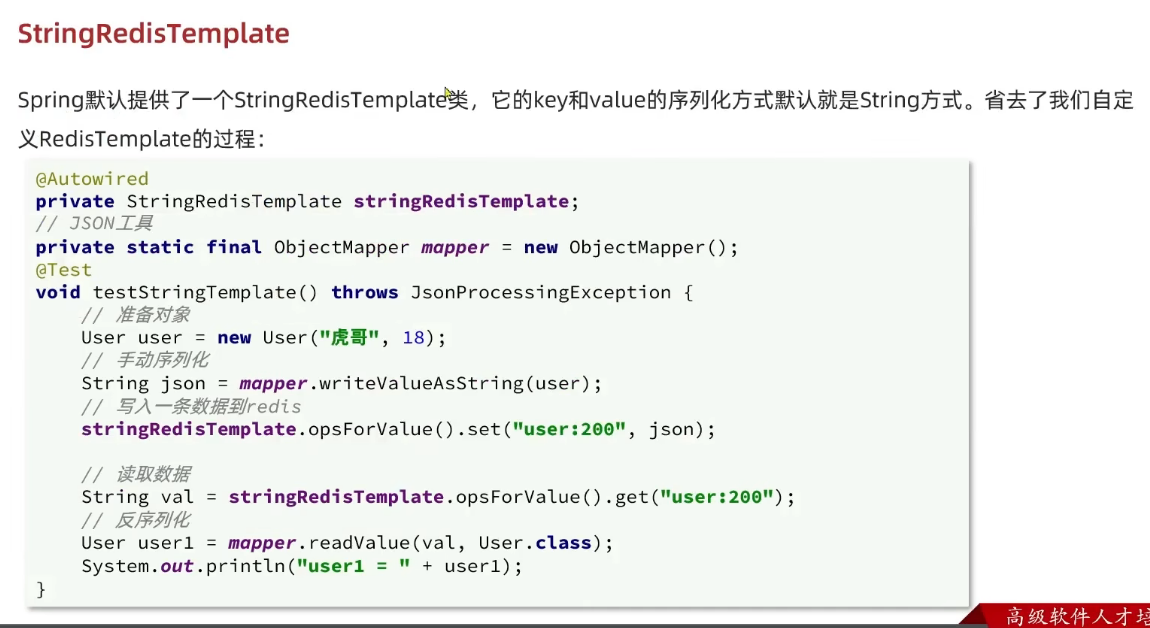 StringRedisTemplate
Spring默认提供了一个StringRedisTemplate类，它的key和value的序列化方式默认就是String方式。省去了我们自定
义RedisTemplate的过程：
@Autowired
private StringRedisTemplate stringRedisTemplate;
// JSON工具
private static final ObjectMapper mapper = new ObjectMapper();
@Test
void testStringTemplate() throws JsonProcessingException {
    // 准备对象
    User user = new User("虎哥", 18);
    // 手动序列化
    String json = mapper.writeValueAsString(user);
    // 写入一条数据到redis
    stringRedisTemplate.opsForValue().set("user:200", json);
    // 读取数据
    String val = stringRedisTemplate.opsForValue().get("user:200");
    // 反序列化
    User user1 = mapper.readValue(val, User.class);
    System.out.println("user1 = " + user1);
}
高级软件人才培